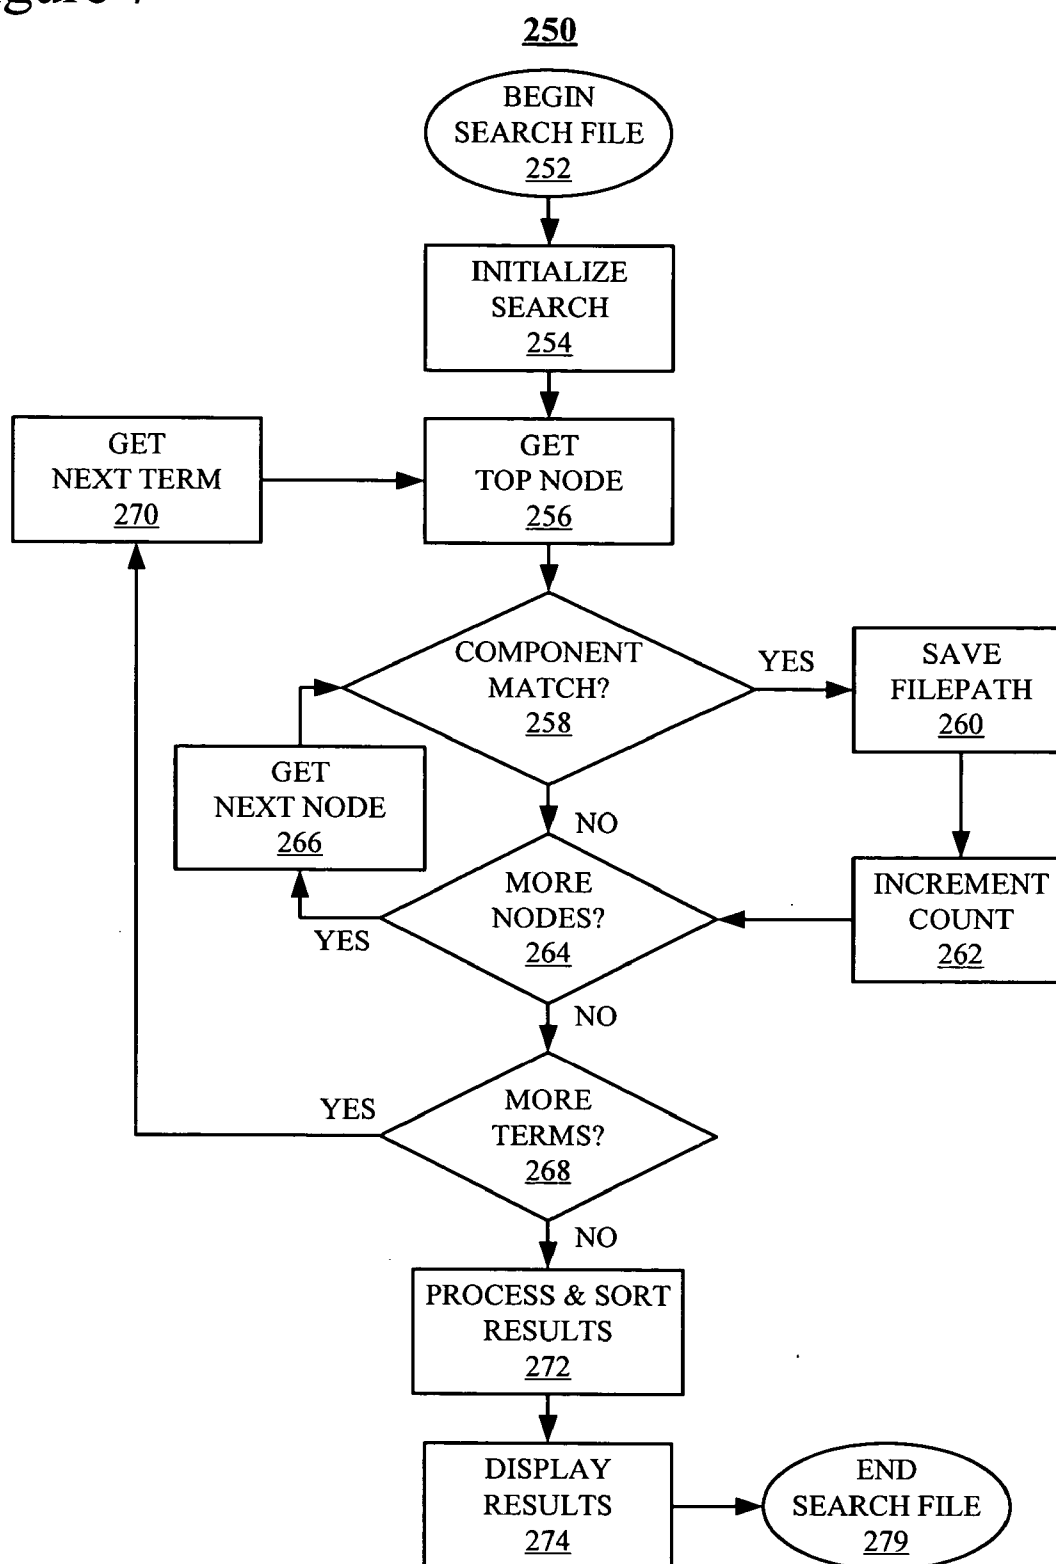 250
BEGIN
SEARCH FILE
252
INITIALIZE
SEARCH
254
GET
NEXT TERM
270
GET
TOP NODE
256
COMPONENT
MATCH?
258
YES
SAVE
FILEPATH
260
GET
NEXT NODE
266
NO
MORE
NODES?
264
YES
INCREMENT
COUNT
262
NO
YES
MORE
TERMS?
268
NO
PROCESS & SORT
RESULTS
272
DISPLAY
RESULTS
274
END
SEARCH FILE
279